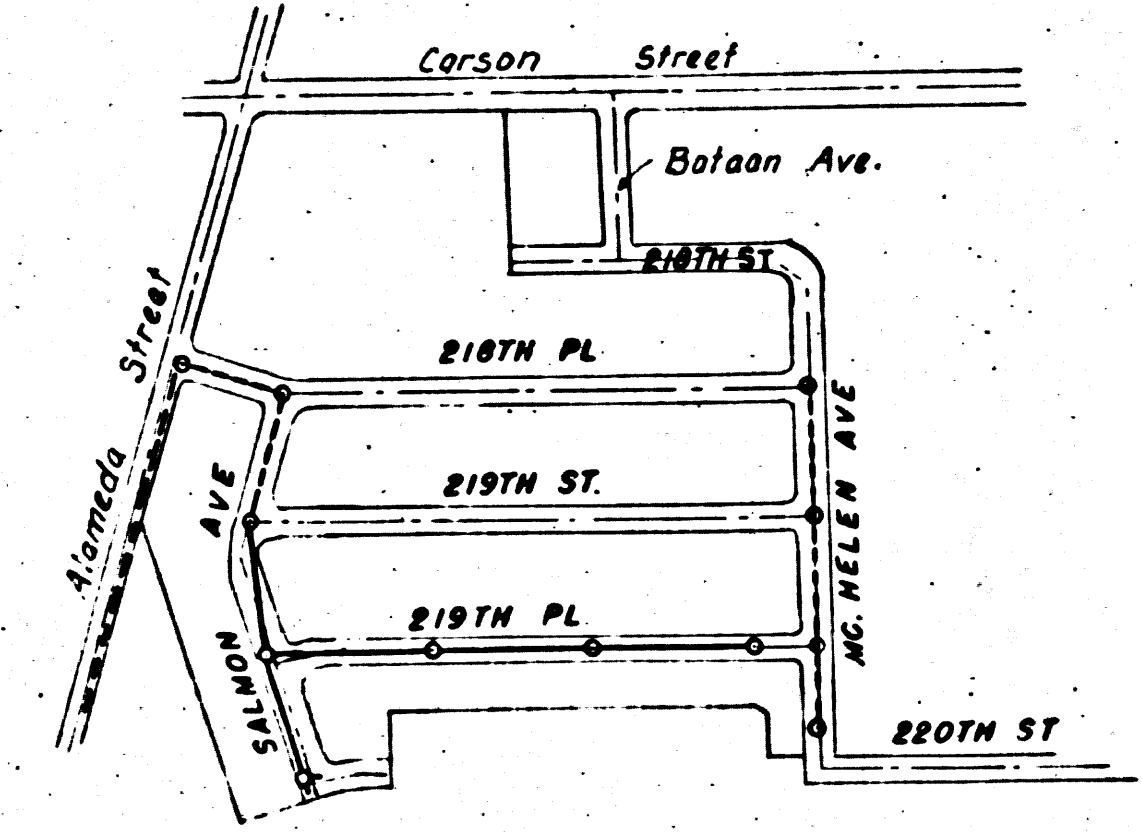 Carson Street
Bataan Ave.
218TH ST
Alameda Street
218TH PL
MG. HELEN AVE
219TH ST.
SALMON AVE
219TH PL
220TH ST